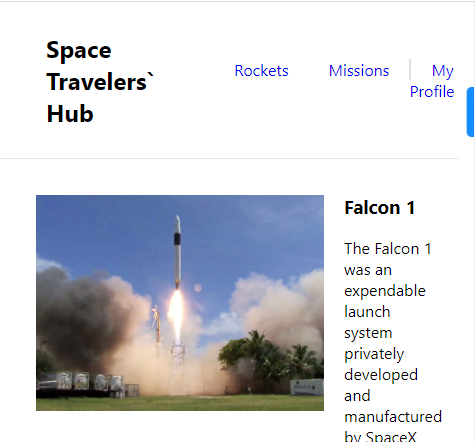 Space
Travelers`
Hub
Rockets
Missions
My
Profile
Falcon 1
The Falcon 1
was an
expendable
launch
system
privately
developed
and
manufactured
by SpaceX